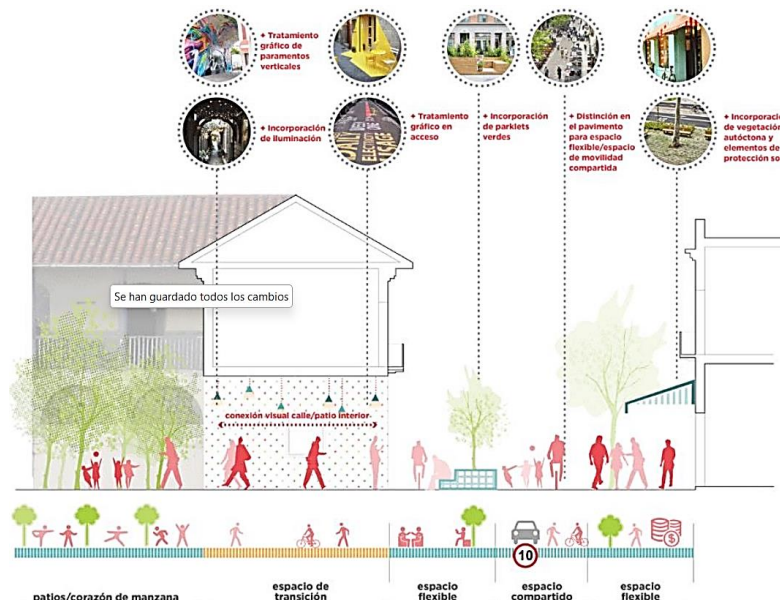 + Tratamiento
gráfico de
paramentos
verticales
+ Incorporación
de iluminación
+ Tratamiento
gráfico en
acceso
+ Incorporación
de parklets
verdes
+ Distinción en
el pavimento
para espacio
flexible/espacio
de movilidad
compartida
+ Incorporació
de vegetación
autóctona y
elementos de
protección so
Se han guardado todos los cambios
conexión visual calle/patio interior
10
patios/corazón de manzana
espacio de
transición
espacio
flexible
espacio
compartido
espacio
flexible